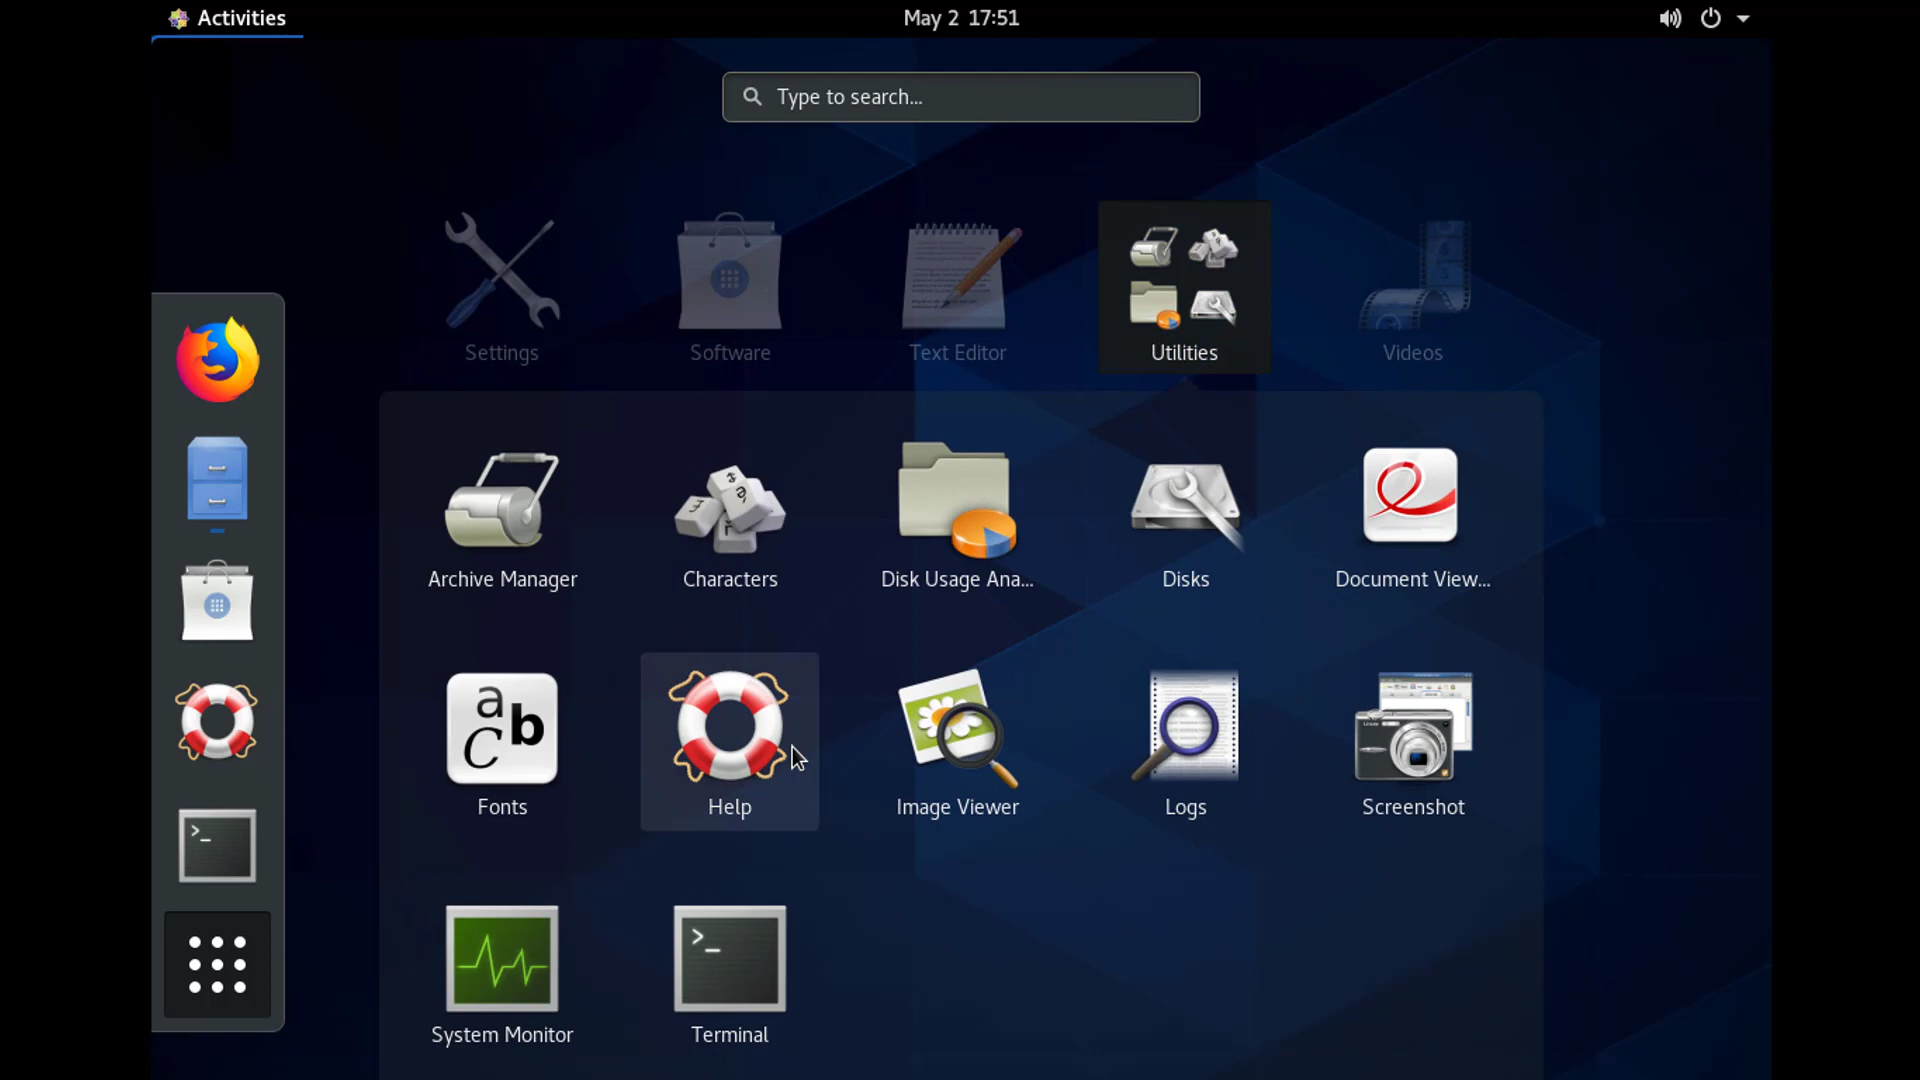 Activities
May 2 17:51
Type to search...
Settings
Software
Text Editor
Utilities
Videos
Archive Manager
Characters
Disk Usage Ana...
Disks
Document View...
Fonts
Help
Image Viewer
Logs
Screenshot
System Monitor
Terminal